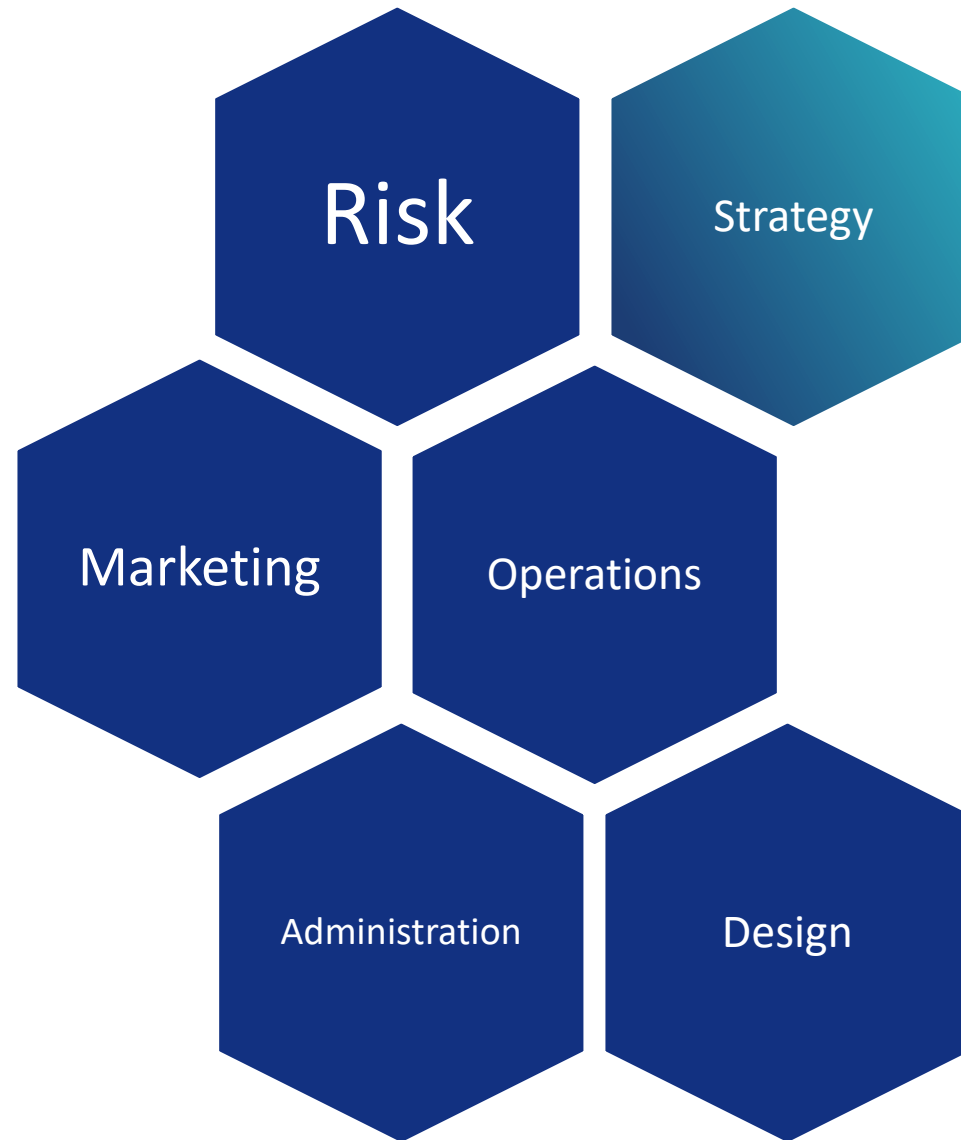 Risk
Strategy
Marketing
Operations
Administration
Design